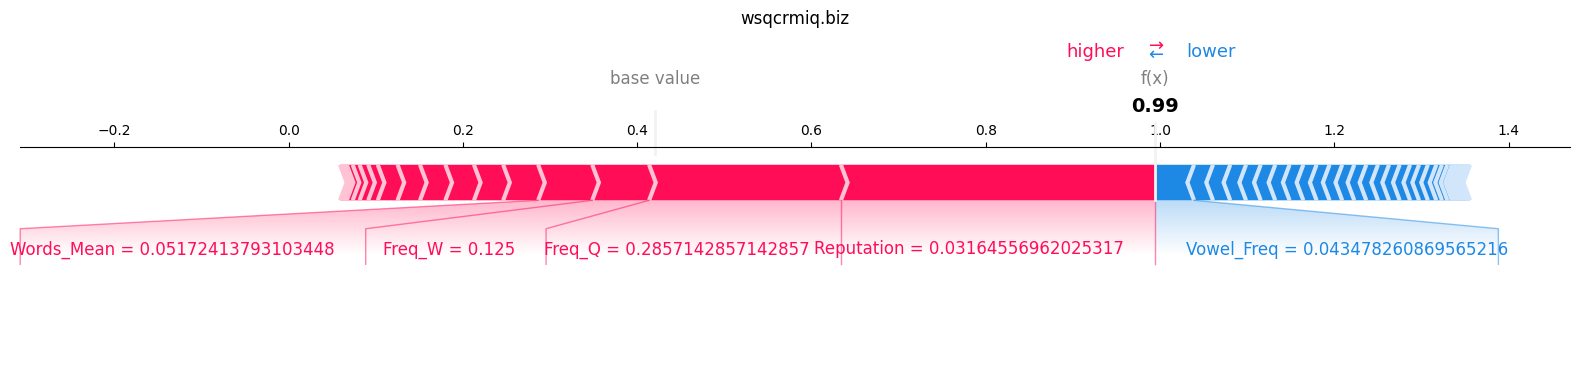 wsqcrmiq.biz
higher ⇄ lower
base value f(x)
0.99
−0.2 0.0 0.2 0.4 0.6 0.8 1.0 1.2 1.4
Words_Mean = 0.05172413793103448 Freq_W = 0.125 Freq_Q = 0.2857142857142857 Reputation = 0.03164556962025317 Vowel_Freq = 0.043478260869565216